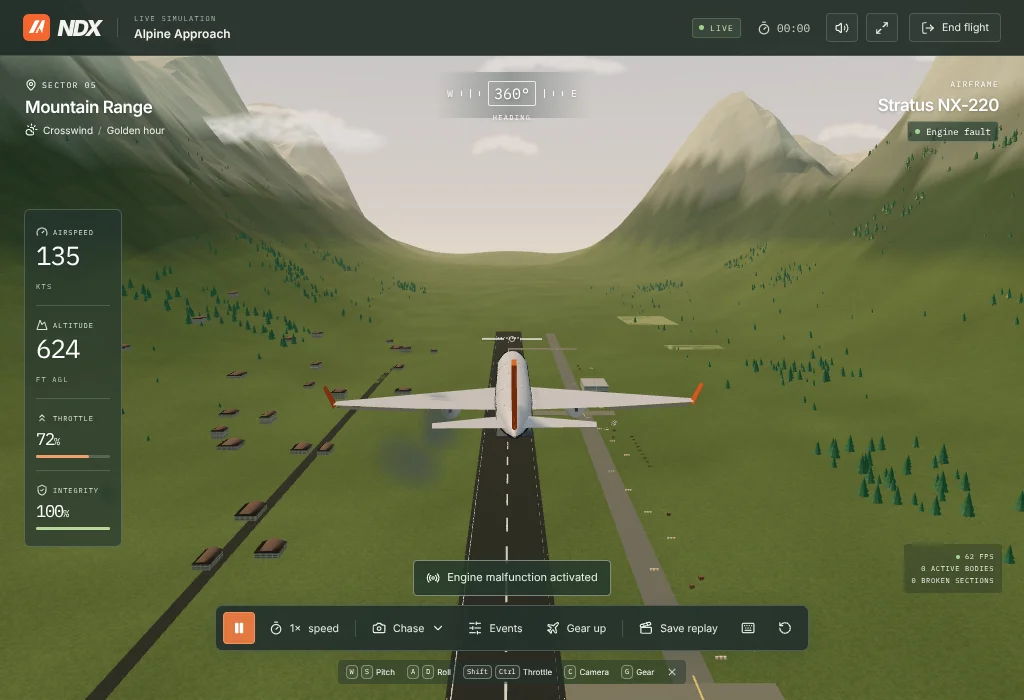 NDX
LIVE SIMULATION
Alpine Approach
LIVE
00:00
End flight
SECTOR 05
Mountain Range
Crosswind / Golden hour
W
360°
E
HEADING
AIRFRAME
Stratus NX-220
Engine fault
AIRSPEED
135
KTS
ALTITUDE
624
FT AGL
THROTTLE
72%
INTEGRITY
100%
62 FPS
0 ACTIVE BODIES
0 BROKEN SECTIONS
Engine malfunction activated
1× speed
Chase
Events
Gear up
Save replay
W S Pitch A D Roll Shift Ctrl Throttle C Camera G Gear ×